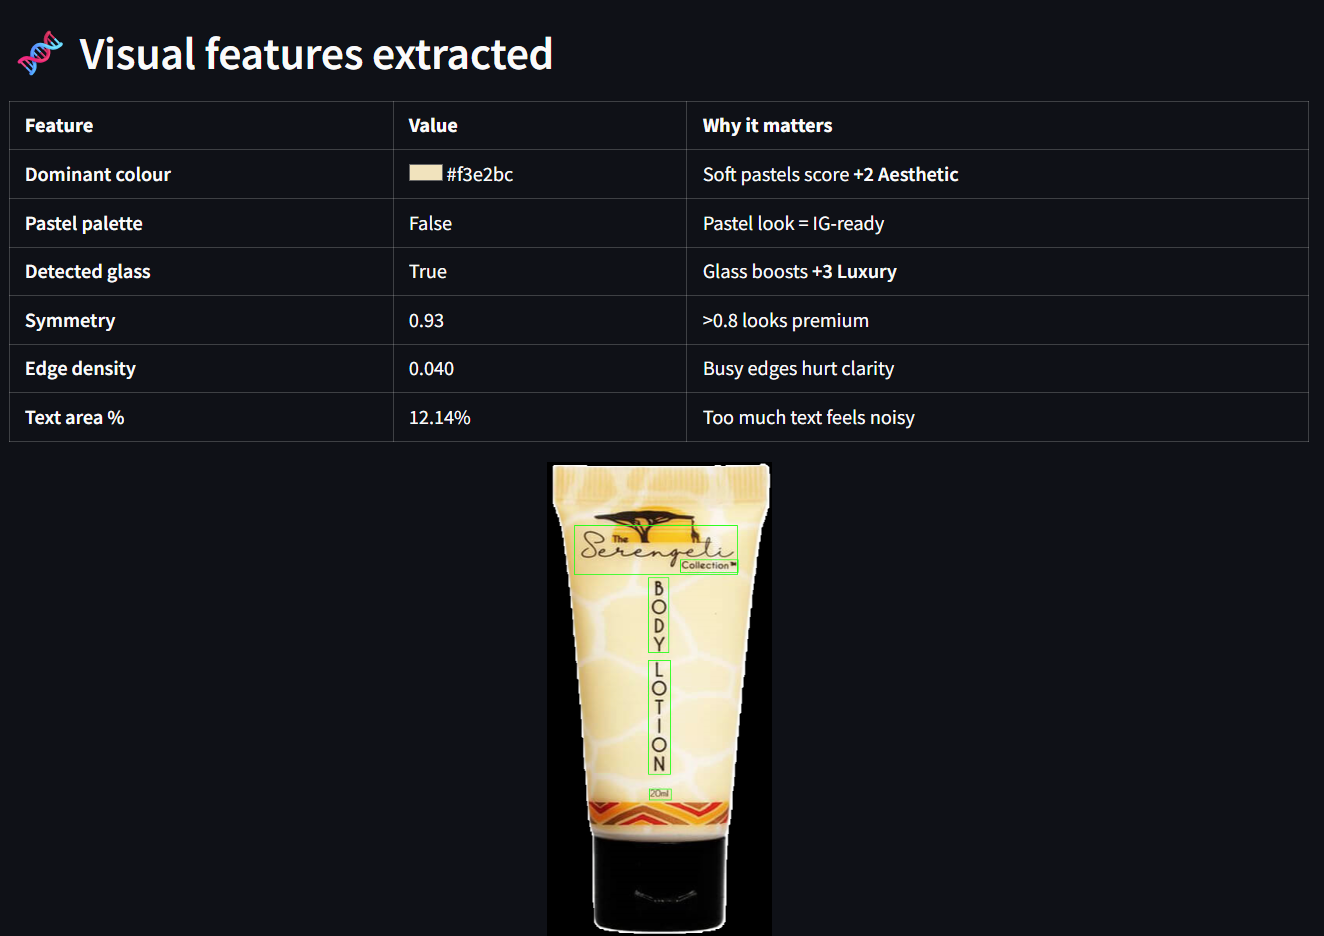 Visual features extracted
Feature Value Why it matters
Dominant colour #f3e2bc Soft pastels score +2 Aesthetic
Pastel palette False Pastel look = IG-ready
Detected glass True Glass boosts +3 Luxury
Symmetry 0.93 >0.8 looks premium
Edge density 0.040 Busy edges hurt clarity
Text area % 12.14% Too much text feels noisy
The
Serengeti
Collection™
BODY
LOTION
20ml